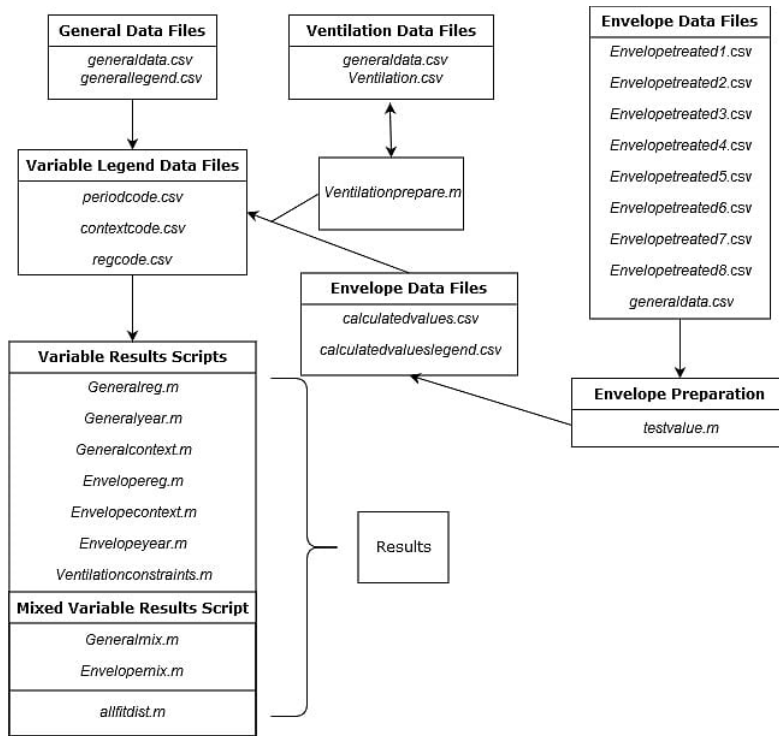 General Data Files
generaldata.csv
generallegend.csv
Ventilation Data Files
generaldata.csv
Ventilation.csv
Envelope Data Files
Envelopetreated1.csv
Envelopetreated2.csv
Envelopetreated3.csv
Envelopetreated4.csv
Envelopetreated5.csv
Envelopetreated6.csv
Envelopetreated7.csv
Envelopetreated8.csv
generaldata.csv
Variable Legend Data Files
periodcode.csv
contextcode.csv
regcode.csv
Ventilationprepare.m
Envelope Data Files
calculatedvalues.csv
calculatedvalueslegend.csv
Envelope Preparation
testvalue.m
Variable Results Scripts
Generalreg.m
Generalyear.m
Generalcontext.m
Envelopereg.m
Envelopecontext.m
Envelopeyear.m
Ventilationconstraints.m
Mixed Variable Results Script
Generalmix.m
Envelopemix.m
allfitdist.m
Results